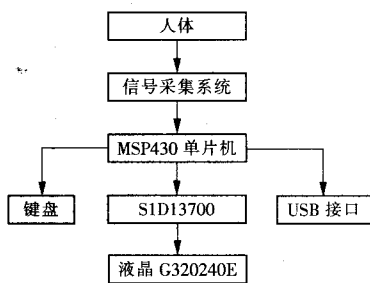 人体
信号采集系统
MSP430 单片机
键盘
S1D13700
USB 接口
液晶 G320240E